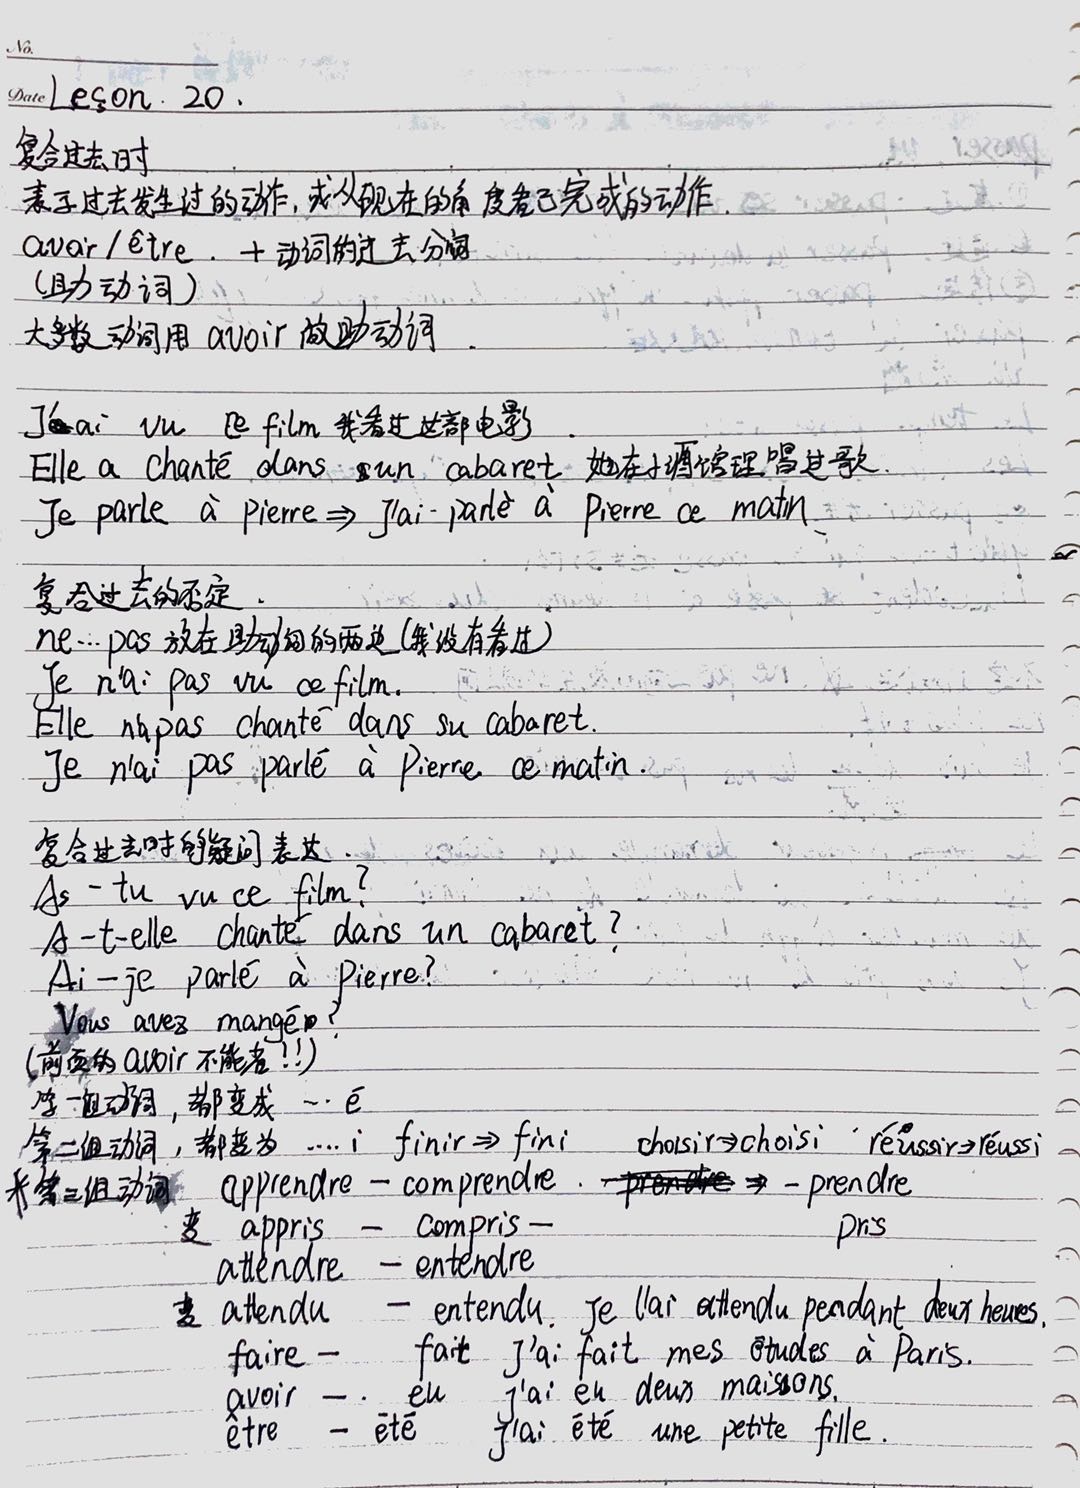 No.
Date Leçon. 20.
复合过去时
表示过去发生过的动作，或从现在的角度看已完成的动作.
avoir / être. + 动词的过去分词
(助动词)
大多数动词用 avoir 做助动词.
J'ai vu ce film 我看过这部电影.
Elle a chanté dans un cabaret 她在小酒馆理唱过歌.
Je parle à Pierre ⇒ J'ai parlé à Pierre ce matin.
复合过去的否定.
ne...pas 放在助动词的两边(我没有看过)
Je n'ai pas vu ce film.
Elle n'a pas chanté dans su cabaret.
Je n'ai pas parlé à Pierre ce matin.
复合过去时的疑问表达.
As-tu vu ce film?
A-t-elle chanté dans un cabaret?
Ai-je parlé à Pierre?
Vous avez mangé?
(前面的 avoir 不能省!!)
第一组动词，都变成 ... é
第二组动词，都变为 .... i finir ⇒ fini choisir → choisi réussir → réussi
*第三组动词 apprendre - comprendre. - prendre
变 appris - compris - pris
attendre - entendre
变 attendu - entendu. Je l'ai attendu pendant deux heures.
faire - fait J'ai fait mes études à Paris.
avoir - eu J'ai eu deux maisons.
être - été J'ai été une petite fille.